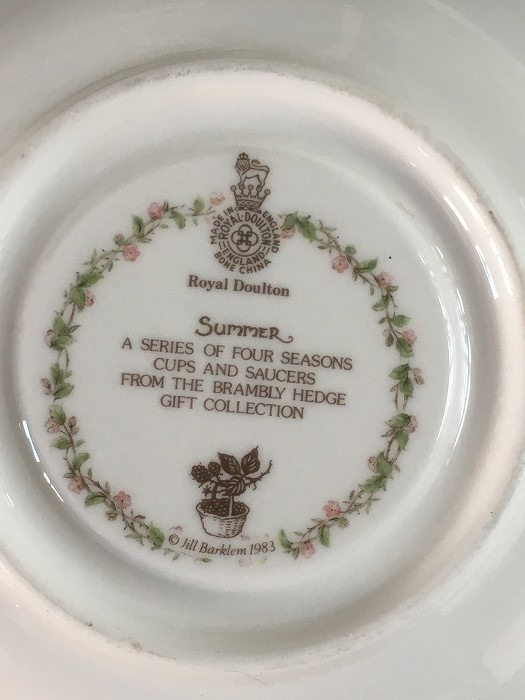 MADE IN ENGLAND
ROYAL·DOULTON
ENGLAND
BONE CHINA
Royal Doulton
Summer
A SERIES OF FOUR SEASONS
CUPS AND SAUCERS
FROM THE BRAMBLY HEDGE
GIFT COLLECTION
© Jill Barklem 1983